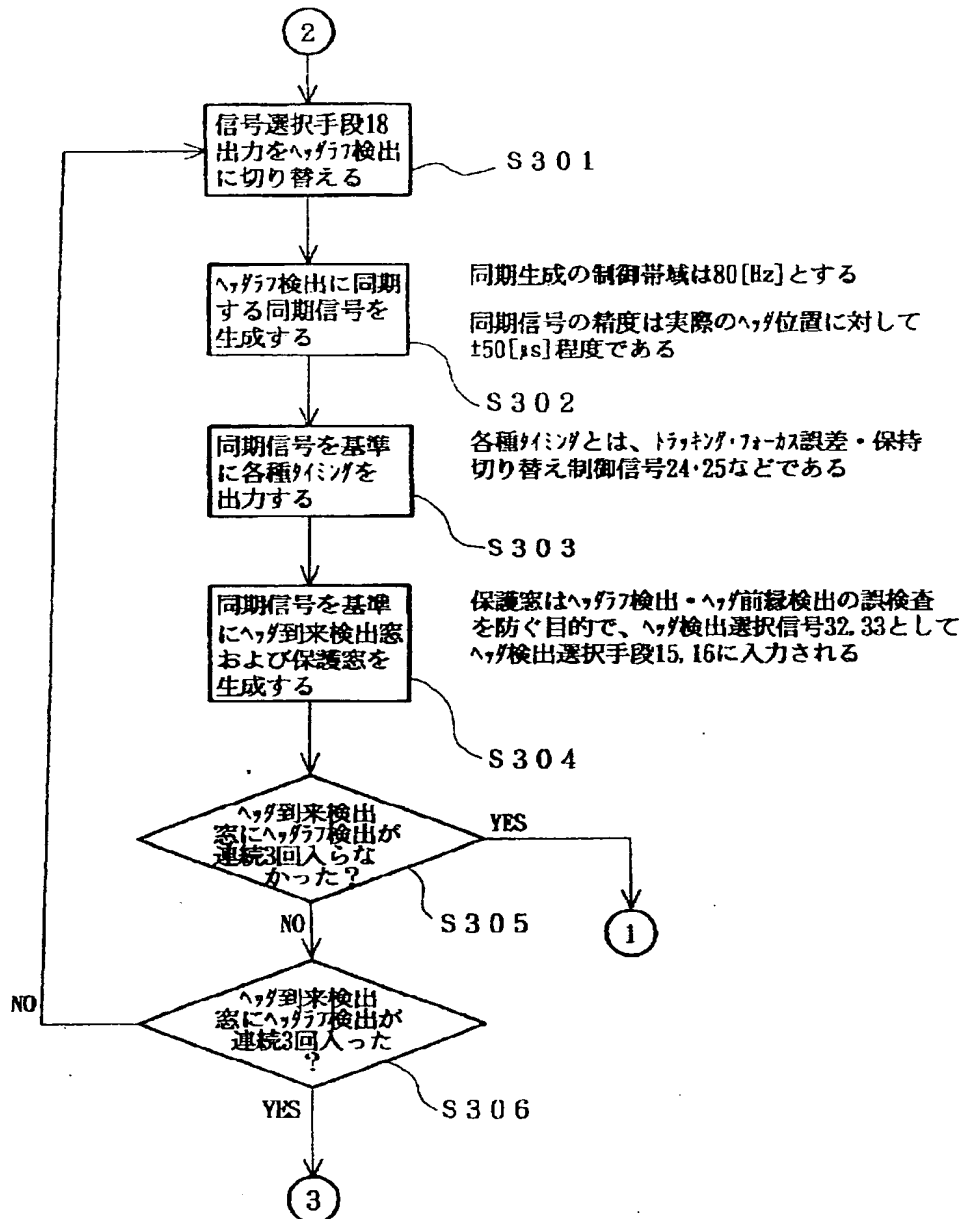 2
信号選択手段18
出力をﾍｯﾀﾞﾗﾌ検出
に切り替える
S301
ﾍｯﾀﾞﾗﾌ検出に同期
する同期信号を
生成する
同期生成の制御帯域は80[Hz]とする
同期信号の精度は実際のﾍｯﾀﾞ位置に対して
±50[μs]程度である
S302
同期信号を基準
に各種ﾀｲﾐﾝｸﾞを
出力する
各種ﾀｲﾐﾝｸﾞとは、ﾄﾗｯｷﾝｸﾞ･ﾌｫｰｶｽ誤差・保持
切り替え制御信号24･25などである
S303
同期信号を基準
にﾍｯﾀﾞ到来検出窓
および保護窓を
生成する
保護窓はﾍｯﾀﾞﾗﾌ検出・ﾍｯﾀﾞ前縁検出の誤検査
を防ぐ目的で、ﾍｯﾀﾞ検出選択信号32,33として
ﾍｯﾀﾞ検出選択手段15,16に入力される
S304
ﾍｯﾀﾞ到来検出
窓にﾍｯﾀﾞﾗﾌ検出が
連続3回入らな
かった？
YES
S305
1
NO
ﾍｯﾀﾞ到来検出
窓にﾍｯﾀﾞﾗﾌ検出が
連続3回入った
？
NO
S306
YES
3